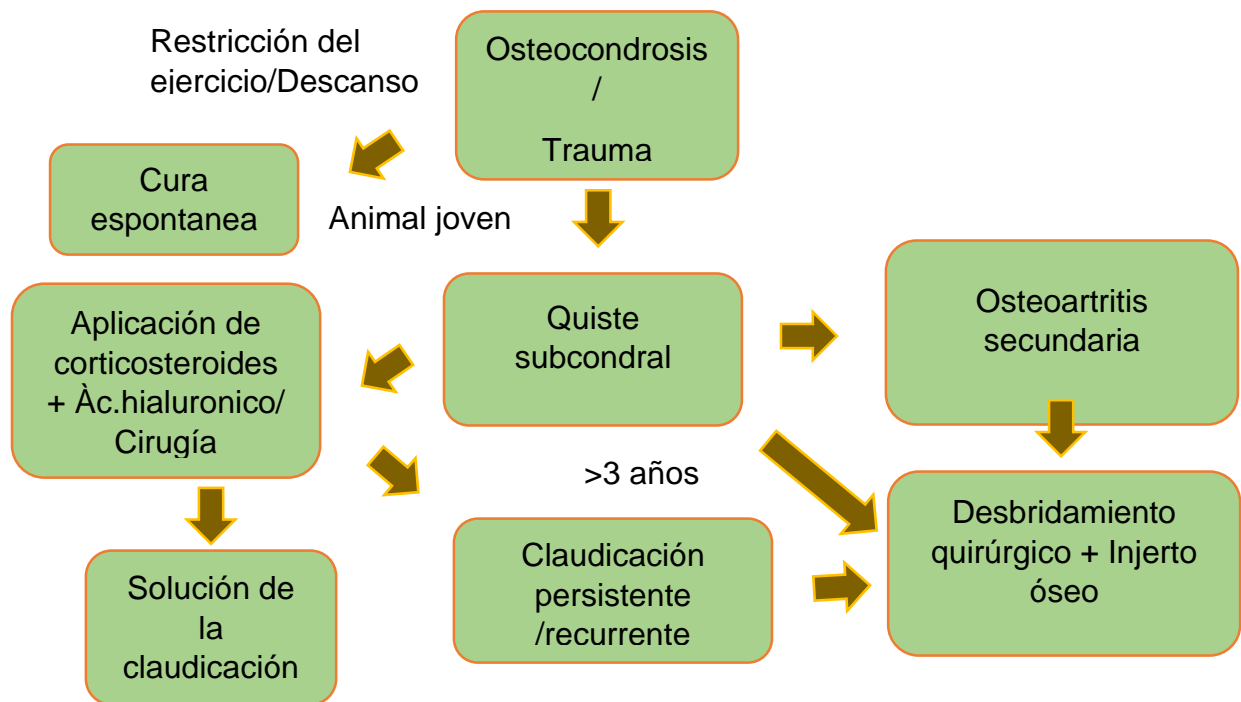 Restricción del
ejercicio/Descanso
Osteocondrosis
/
Trauma
Cura
espontanea
Animal joven
Aplicación de
corticosteroides
+ Àc.hialuronico/
Cirugía
Quiste
subcondral
Osteoartritis
secundaria
>3 años
Solución de
la
claudicación
Claudicación
persistente
/recurrente
Desbridamiento
quirúrgico + Injerto
óseo